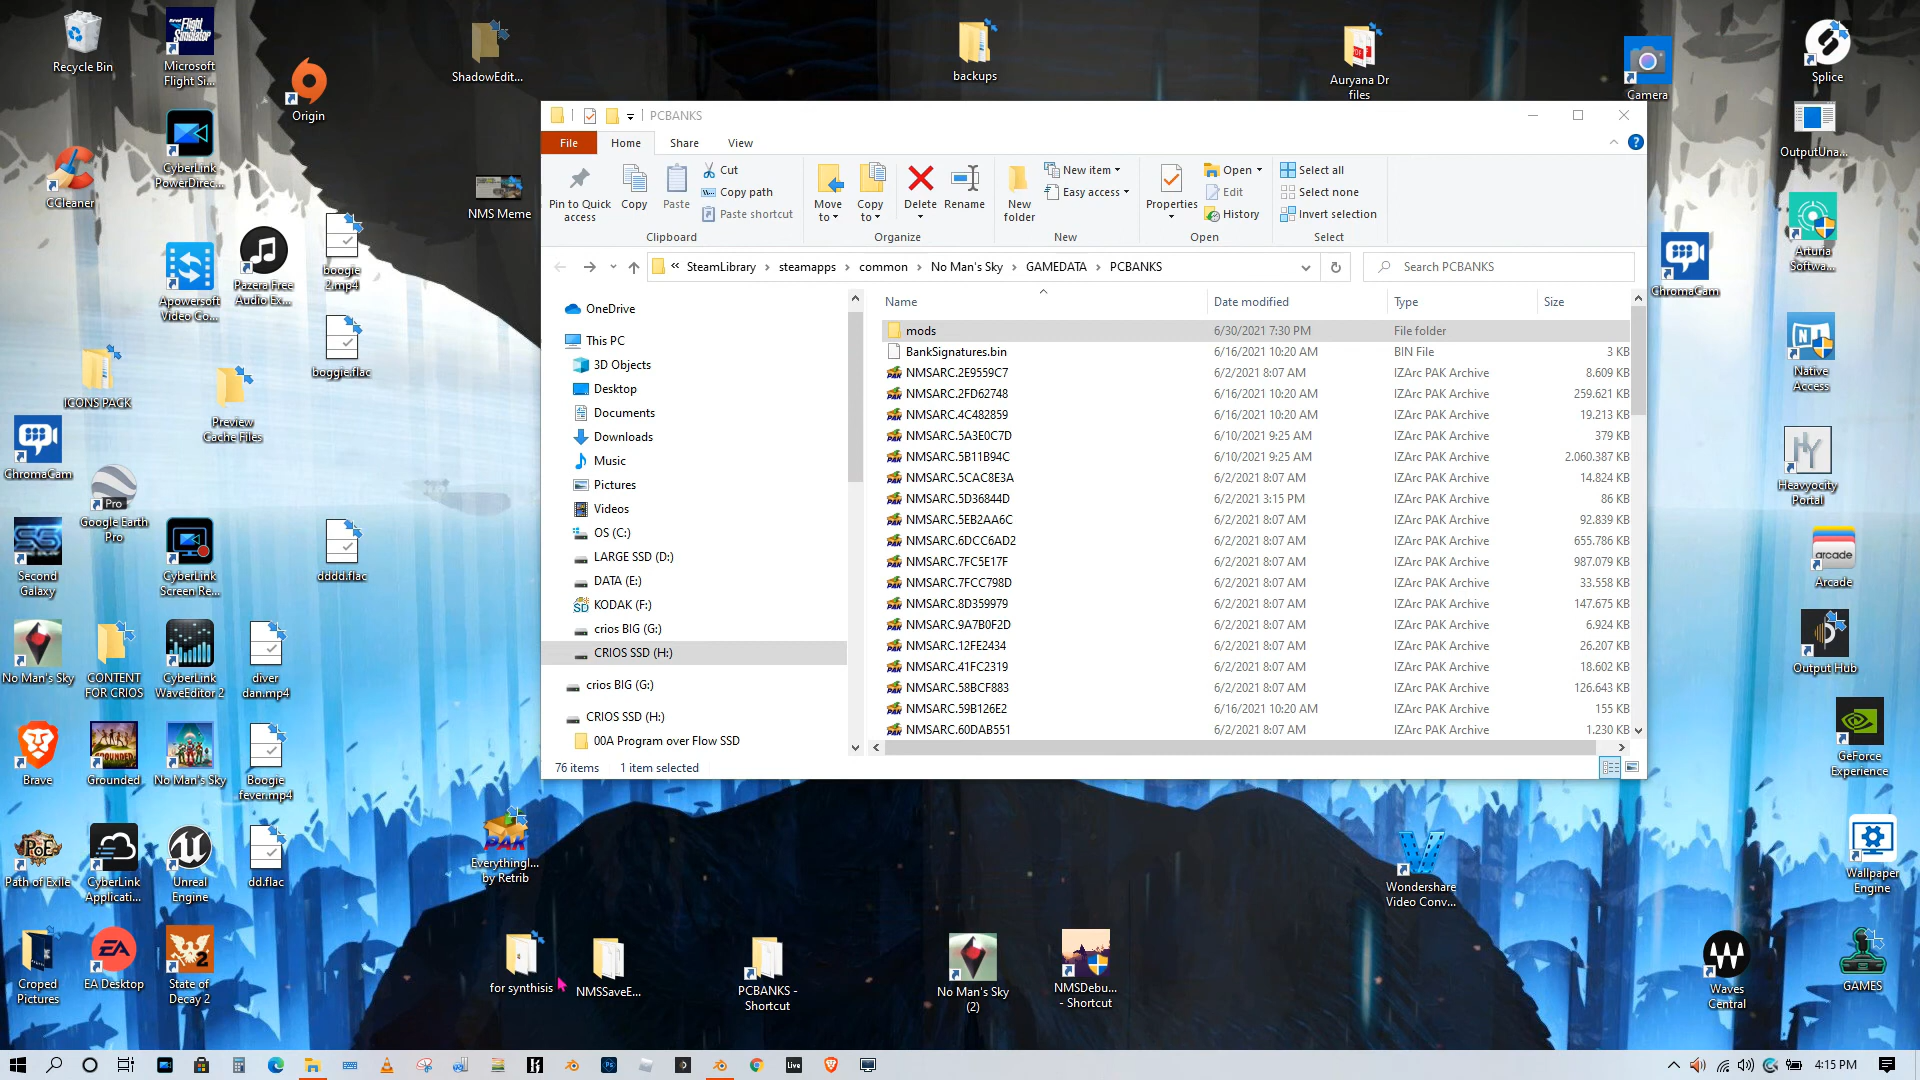 Recycle Bin
Microsoft
Flight Si...
Origin
ShadowEdit...
backups
Auryana Dr
files
Camera
Splice
CCleaner
CyberLink
PowerDirec...
NMS Meme
OutputUna...
Apowersoft
Video Co...
Pazera Free
Audio Ex...
boogie
2.mp4
boggie.flac
ChromaCam
Arturia
Softwa...
ICONS PACK
Preview
Cache Files
Native
Access
ChromaCam
Google Earth
Pro
Heavyocity
Portal
Second
Galaxy
CyberLink
Screen Re...
dddd.flac
arcade
Arcade
No Man's Sky
CONTENT
FOR CRIOS
CyberLink
WaveEditor 2
diver
dan.mp4
Output Hub
Brave
Grounded
No Man's Sky
Boogie
fever.mp4
GeForce
Experience
Path of Exile
CyberLink
Applicati...
Unreal
Engine
dd.flac
EverythingI...
by Retrib
Wondershare
Video Conv...
Wallpaper
Engine
Croped
Pictures
EA Desktop
State of
Decay 2
for synthisis
NMSSaveE...
PCBANKS -
Shortcut
No Man's Sky
(2)
NMSDebu...
- Shortcut
Waves
Central
GAMES
PCBANKS
File Home Share View
Pin to Quick
access
Copy
Paste
Cut
Copy path
Paste shortcut
Clipboard
Move
to
Copy
to
Delete
Rename
Organize
New
folder
New item
Easy access
New
Properties
Open
Edit
History
Open
Select all
Select none
Invert selection
Select
« SteamLibrary > steamapps > common > No Man's Sky > GAMEDATA > PCBANKS
Search PCBANKS
OneDrive
This PC
3D Objects
Desktop
Documents
Downloads
Music
Pictures
Videos
OS (C:)
LARGE SSD (D:)
DATA (E:)
KODAK (F:)
crios BIG (G:)
CRIOS SSD (H:)
crios BIG (G:)
CRIOS SSD (H:)
00A Program over Flow SSD
Name Date modified Type Size
mods 6/30/2021 7:30 PM File folder
BankSignatures.bin 6/16/2021 10:20 AM BIN File 3 KB
NMSARC.2E9559C7 6/2/2021 8:07 AM IZArc PAK Archive 8.609 KB
NMSARC.2FD62748 6/16/2021 10:20 AM IZArc PAK Archive 259.621 KB
NMSARC.4C482859 6/16/2021 10:20 AM IZArc PAK Archive 19.213 KB
NMSARC.5A3E0C7D 6/10/2021 9:25 AM IZArc PAK Archive 379 KB
NMSARC.5B11B94C 6/10/2021 9:25 AM IZArc PAK Archive 2.060.387 KB
NMSARC.5CAC8E3A 6/2/2021 8:07 AM IZArc PAK Archive 14.824 KB
NMSARC.5D36844D 6/2/2021 3:15 PM IZArc PAK Archive 86 KB
NMSARC.5EB2AA6C 6/2/2021 8:07 AM IZArc PAK Archive 92.839 KB
NMSARC.6DCC6AD2 6/2/2021 8:07 AM IZArc PAK Archive 655.786 KB
NMSARC.7FC5E17F 6/2/2021 8:07 AM IZArc PAK Archive 987.079 KB
NMSARC.7FCC798D 6/2/2021 8:07 AM IZArc PAK Archive 33.558 KB
NMSARC.8D359979 6/2/2021 8:07 AM IZArc PAK Archive 147.675 KB
NMSARC.9A7B0F2D 6/2/2021 8:07 AM IZArc PAK Archive 6.924 KB
NMSARC.12FE2434 6/2/2021 8:07 AM IZArc PAK Archive 26.207 KB
NMSARC.41FC2319 6/2/2021 8:07 AM IZArc PAK Archive 18.602 KB
NMSARC.58BCF883 6/2/2021 8:07 AM IZArc PAK Archive 126.643 KB
NMSARC.59B126E2 6/16/2021 10:20 AM IZArc PAK Archive 155 KB
NMSARC.60DAB551 6/2/2021 8:07 AM IZArc PAK Archive 1.230 KB
76 items 1 item selected
4:15 PM